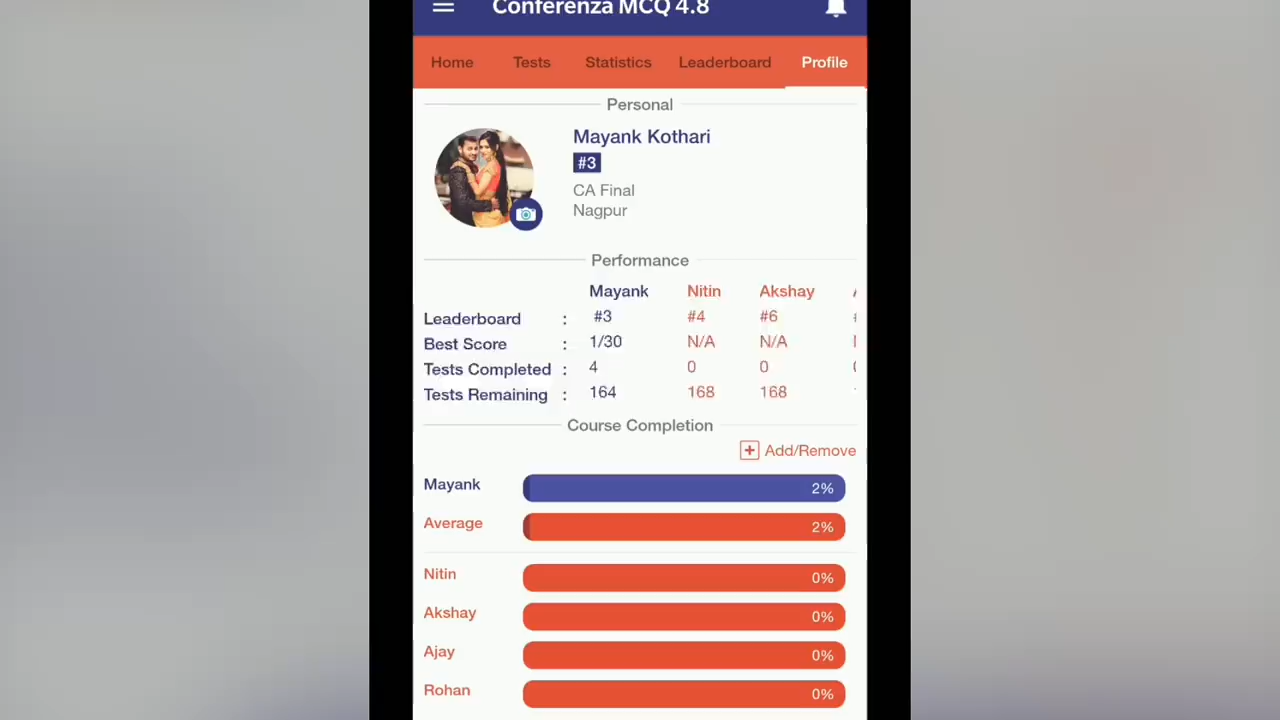 Conferenza MCQ 4.8
Home Tests Statistics Leaderboard Profile
Personal
Mayank Kothari
#3
CA Final
Nagpur
Performance
Mayank Nitin Akshay
Leaderboard : #3 #4 #6
Best Score : 1/30 N/A N/A
Tests Completed : 4 0 0
Tests Remaining : 164 168 168
Course Completion
+ Add/Remove
Mayank 2%
Average 2%
Nitin 0%
Akshay 0%
Ajay 0%
Rohan 0%